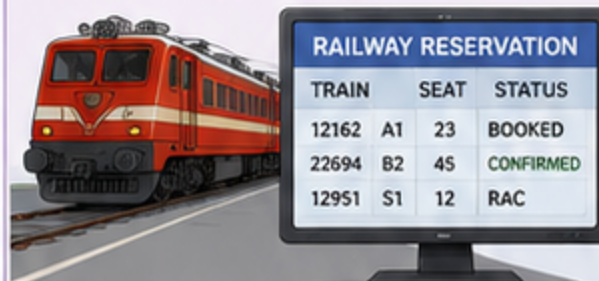 RAILWAY RESERVATION
TRAIN SEAT STATUS
12162 A1 23 BOOKED
22694 B2 45 CONFIRMED
12951 S1 12 RAC